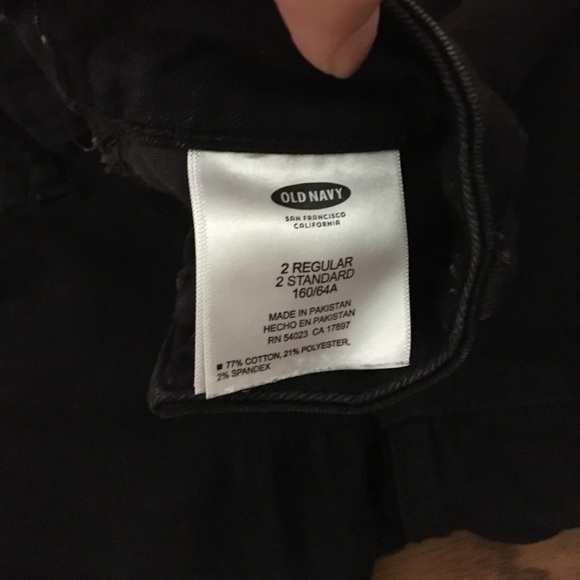 OLD NAVY
SAN FRANCISCO
CALIFORNIA
2 REGULAR
2 STANDARD
160/64A
MADE IN PAKISTAN
HECHO EN PAKISTAN
RN 54023 CA 17897
■ 77% COTTON, 21% POLYESTER,
2% SPANDEX